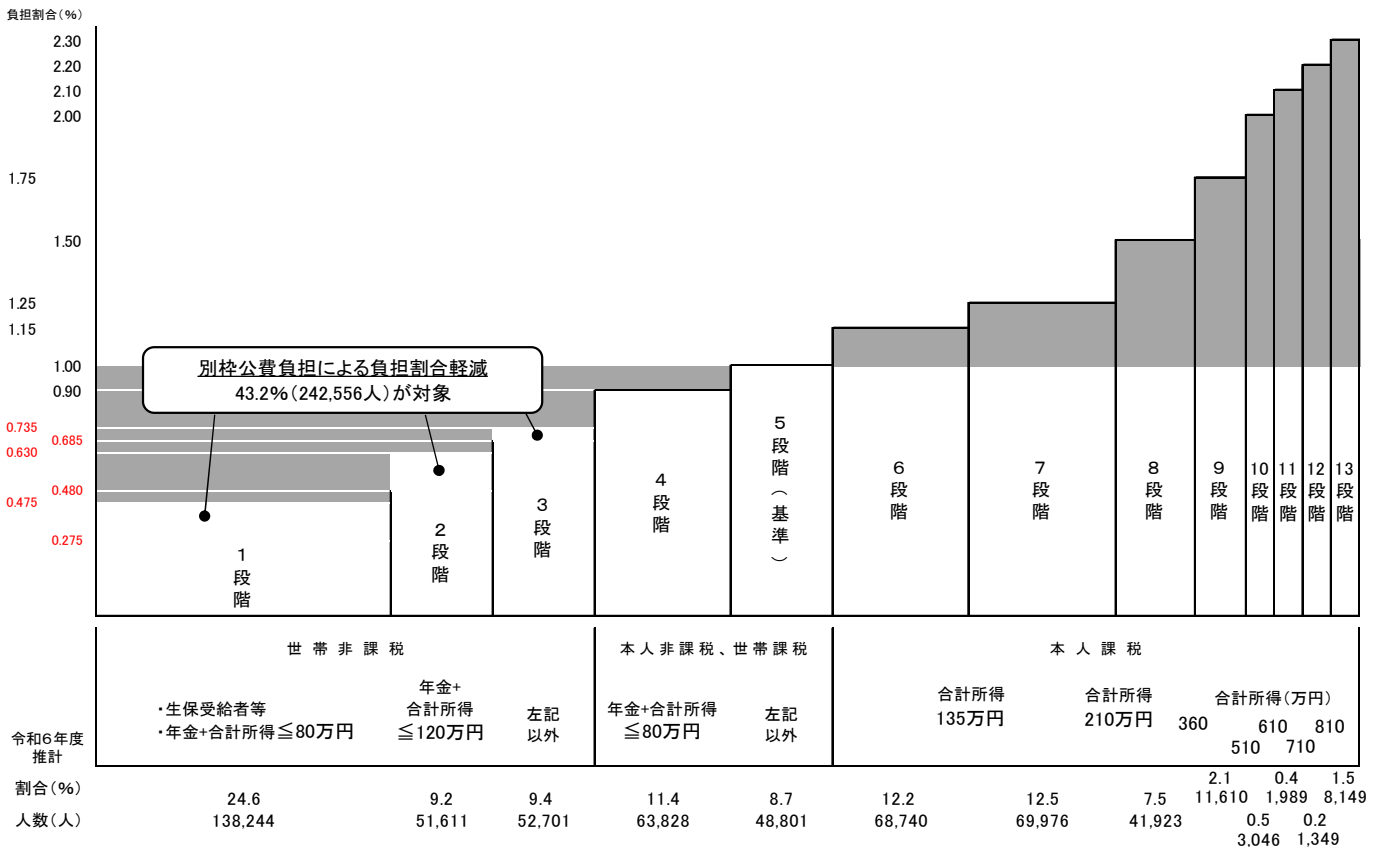 負担割合(%)
2.30
2.20
2.10
2.00
1.75
1.50
1.25
1.15
1.00
0.90
0.735
0.685
0.630
0.480
0.475
0.275
別枠公費負担による負担割合軽減
43.2%(242,556人)が対象
1段階
2段階
3段階
4段階
5段階(基準)
6段階
7段階
8段階
9段階
10段階
11段階
12段階
13段階
世帯非課税
本人非課税、世帯課税
本人課税
・生保受給者等
・年金+合計所得≦80万円
年金+
合計所得
≦120万円
左記
以外
年金+合計所得
≦80万円
左記
以外
合計所得
135万円
合計所得
210万円
合計所得(万円)
360
610
810
510
710
令和6年度
推計
割合(%)
24.6
9.2
9.4
11.4
8.7
12.2
12.5
7.5
2.1
0.4
1.5
人数(人)
138,244
51,611
52,701
63,828
48,801
68,740
69,976
41,923
11,610
1,989
8,149
0.5
0.2
3,046
1,349